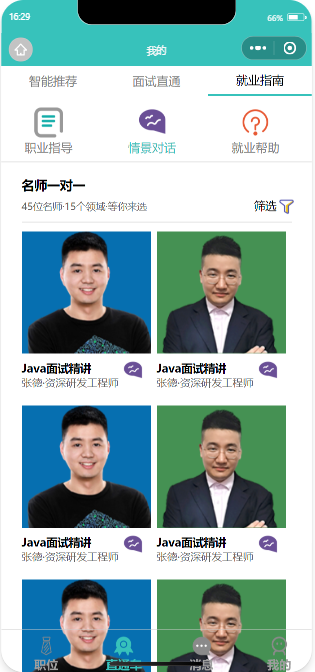 16:29
66%
我的
智能推荐 面试直通 就业指南
职业指导 情景对话 就业帮助
名师一对一
45位名师·15个领域·等你来选 筛选
Java面试精讲 Java面试精讲
张德·资深研发工程师 张德·资深研发工程师
Java面试精讲 Java面试精讲
张德·资深研发工程师 张德·资深研发工程师
职位 直通车 消息 我的